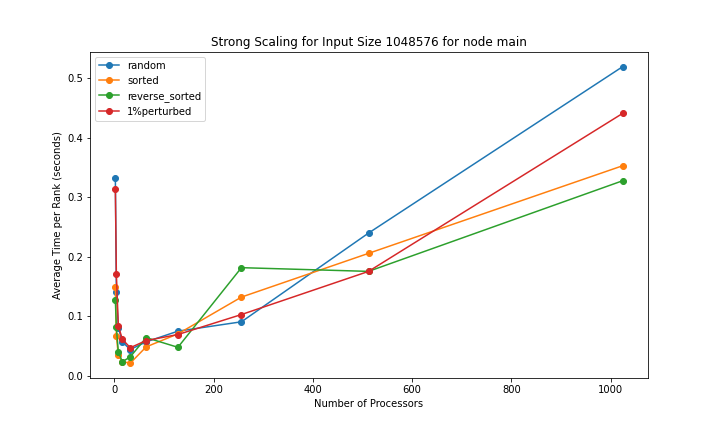 Strong Scaling for Input Size 1048576 for node main
random
sorted
reverse_sorted
1%perturbed
Average Time per Rank (seconds)
0.5
0.4
0.3
0.2
0.1
0.0
0
200
400
600
800
1000
Number of Processors